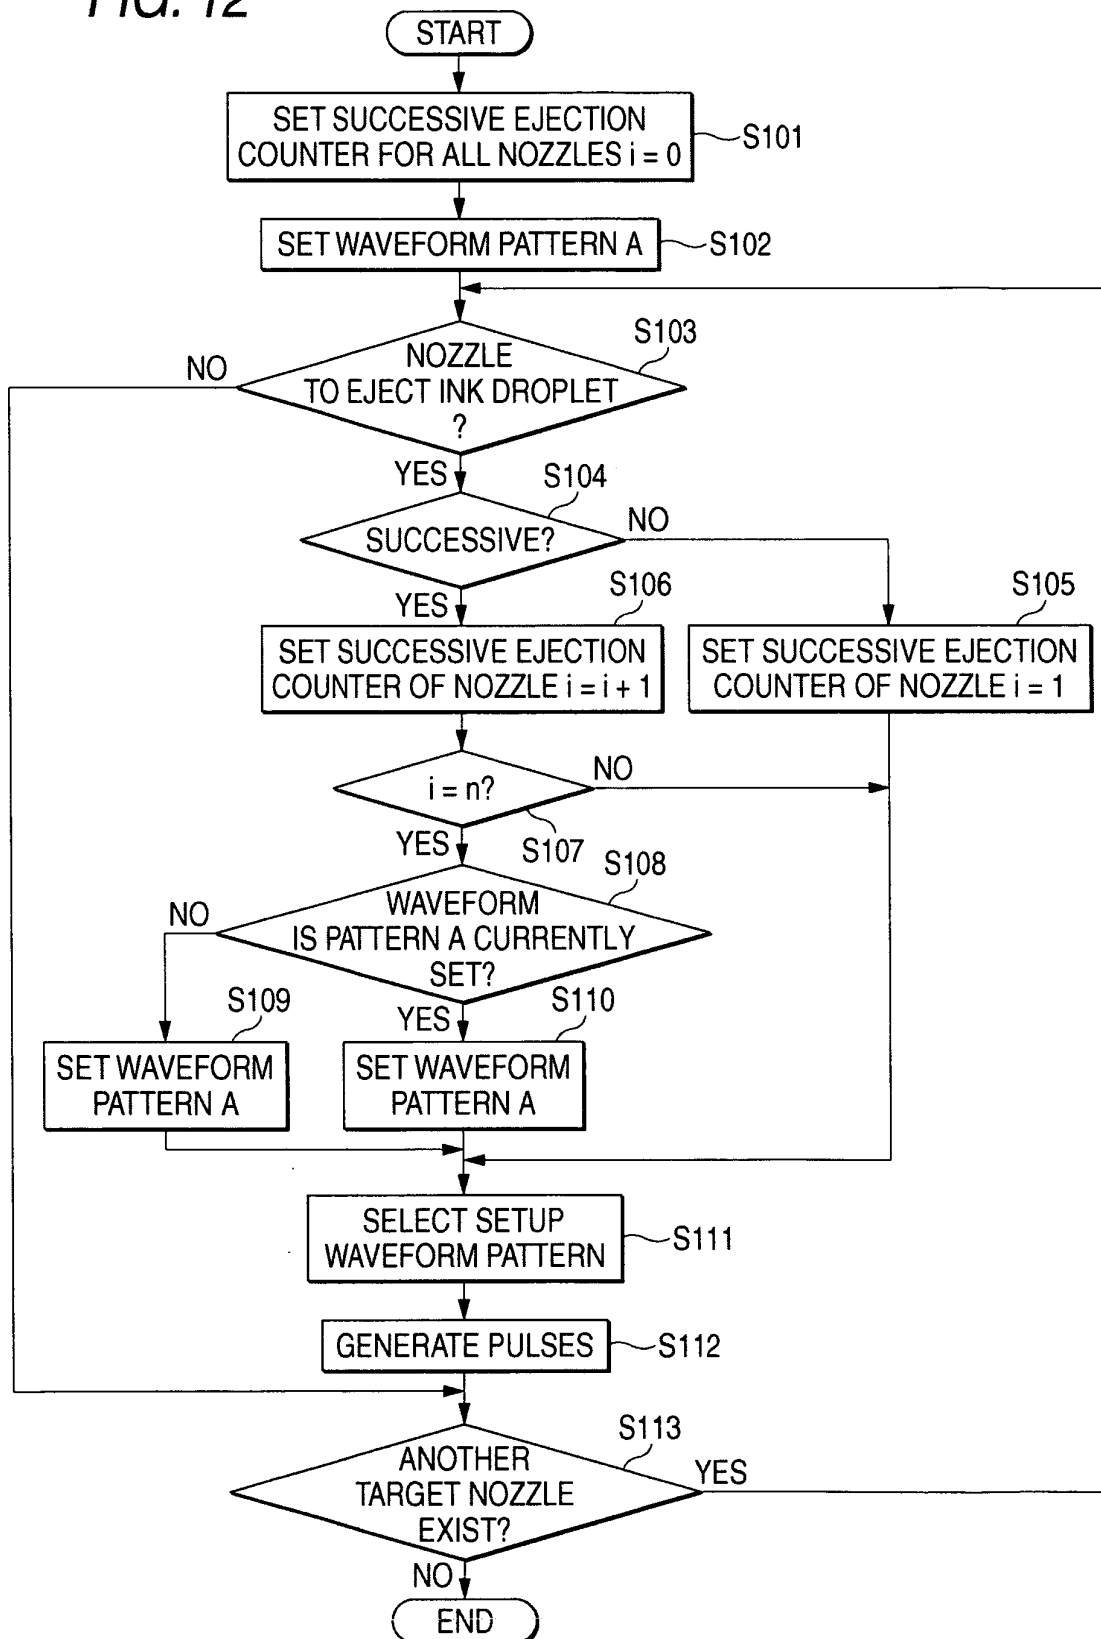 FIG. 12
START
SET SUCCESSIVE EJECTION
COUNTER FOR ALL NOZZLES i = 0
S101
SET WAVEFORM PATTERN A
S102
S103
NO
NOZZLE
TO EJECT INK DROPLET
?
YES
S104
SUCCESSIVE?
NO
YES
S106
S105
SET SUCCESSIVE EJECTION
COUNTER OF NOZZLE i = i + 1
SET SUCCESSIVE EJECTION
COUNTER OF NOZZLE i = 1
i = n?
NO
YES
S107
S108
NO
WAVEFORM
IS PATTERN A CURRENTLY
SET?
S109
YES
S110
SET WAVEFORM
PATTERN A
SET WAVEFORM
PATTERN A
SELECT SETUP
WAVEFORM PATTERN
S111
GENERATE PULSES
S112
S113
ANOTHER
TARGET NOZZLE
EXIST?
YES
NO
END